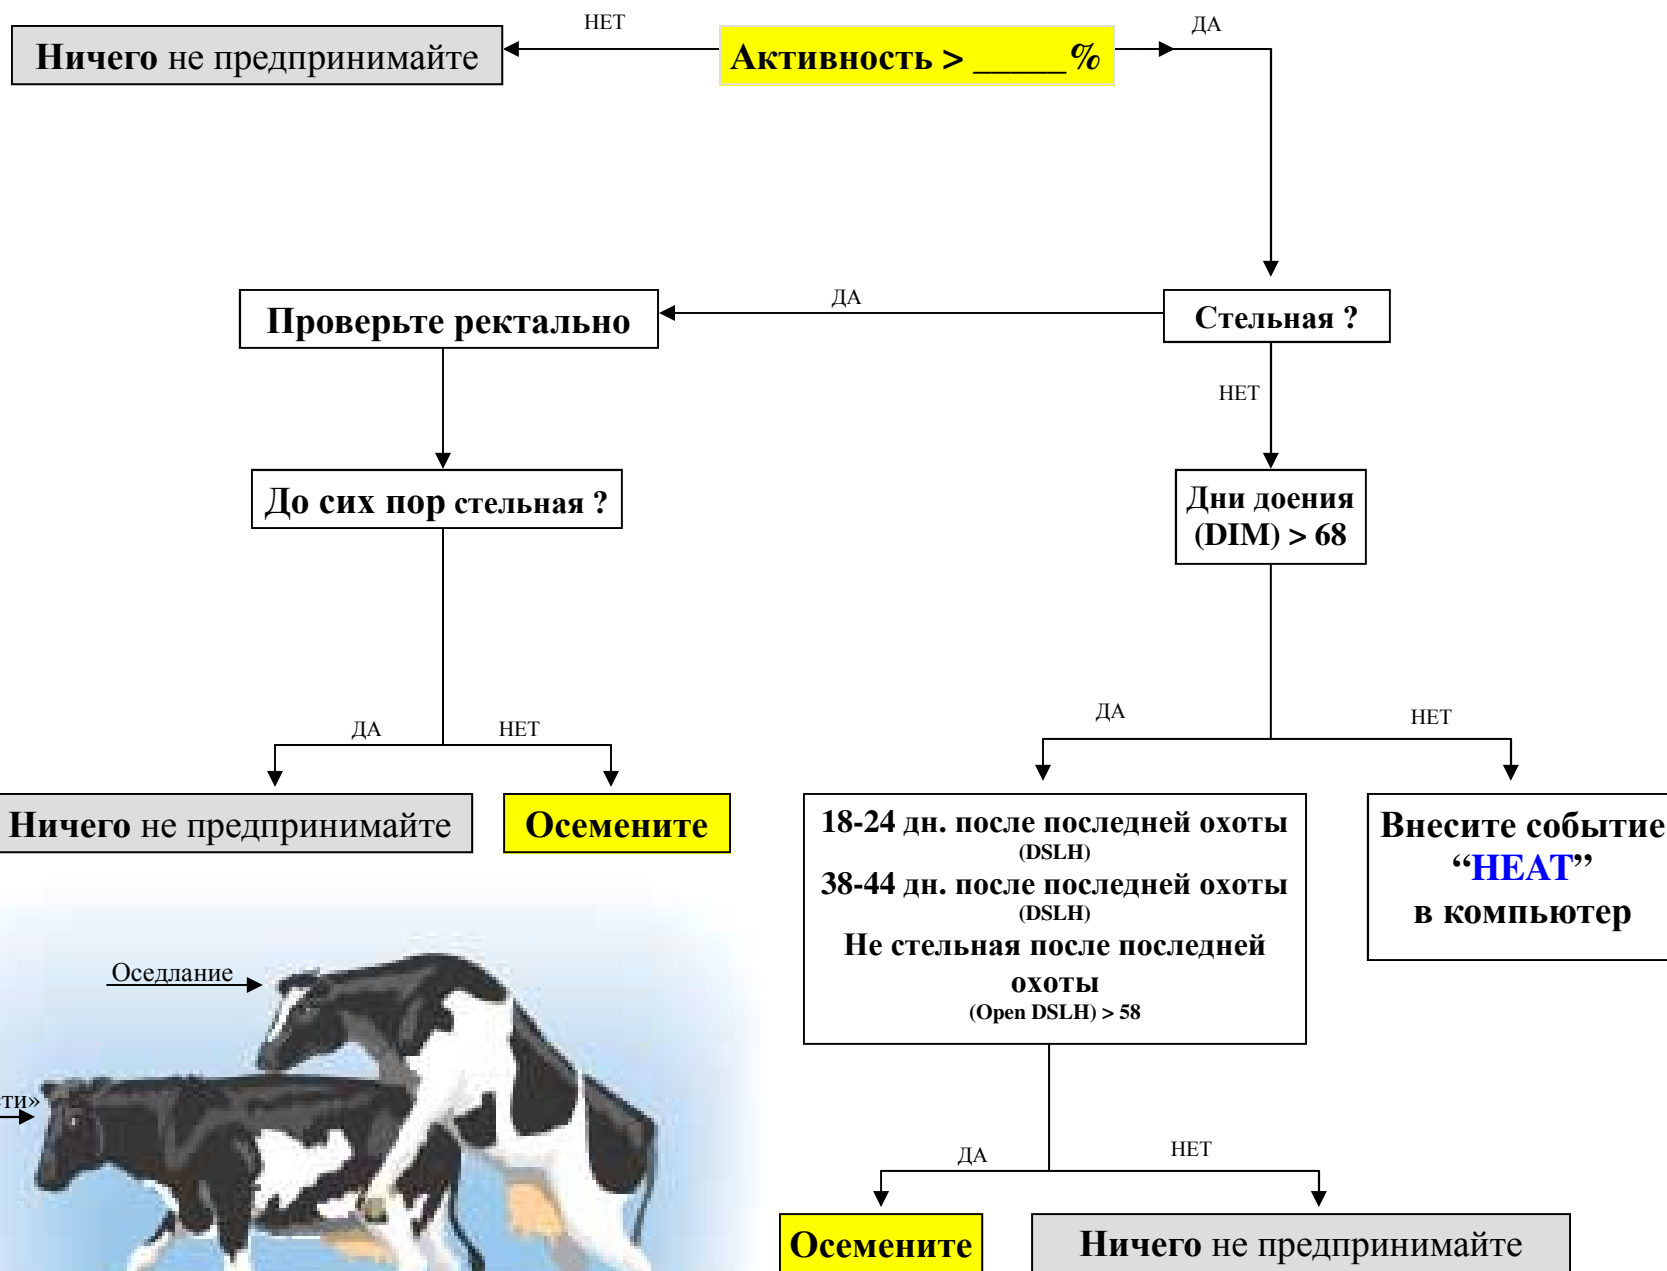 НЕТ
ДА
Ничего не предпринимайте
Активность > _____%
ДА
Проверьте ректально
Стельная ?
НЕТ
До сих пор стельная ?
Дни доения
(DIM) > 68
ДА
НЕТ
ДА
НЕТ
Ничего не предпринимайте
Осемените
18-24 дн. после последней охоты
(DSLH)
38-44 дн. после последней охоты
(DSLH)
Не стельная после последней
охоты
(Open DSLH) > 58
Внесите событие
“HEAT”
в компьютер
Оседлание
сти»
ДА
НЕТ
Осемените
Ничего не предпринимайте